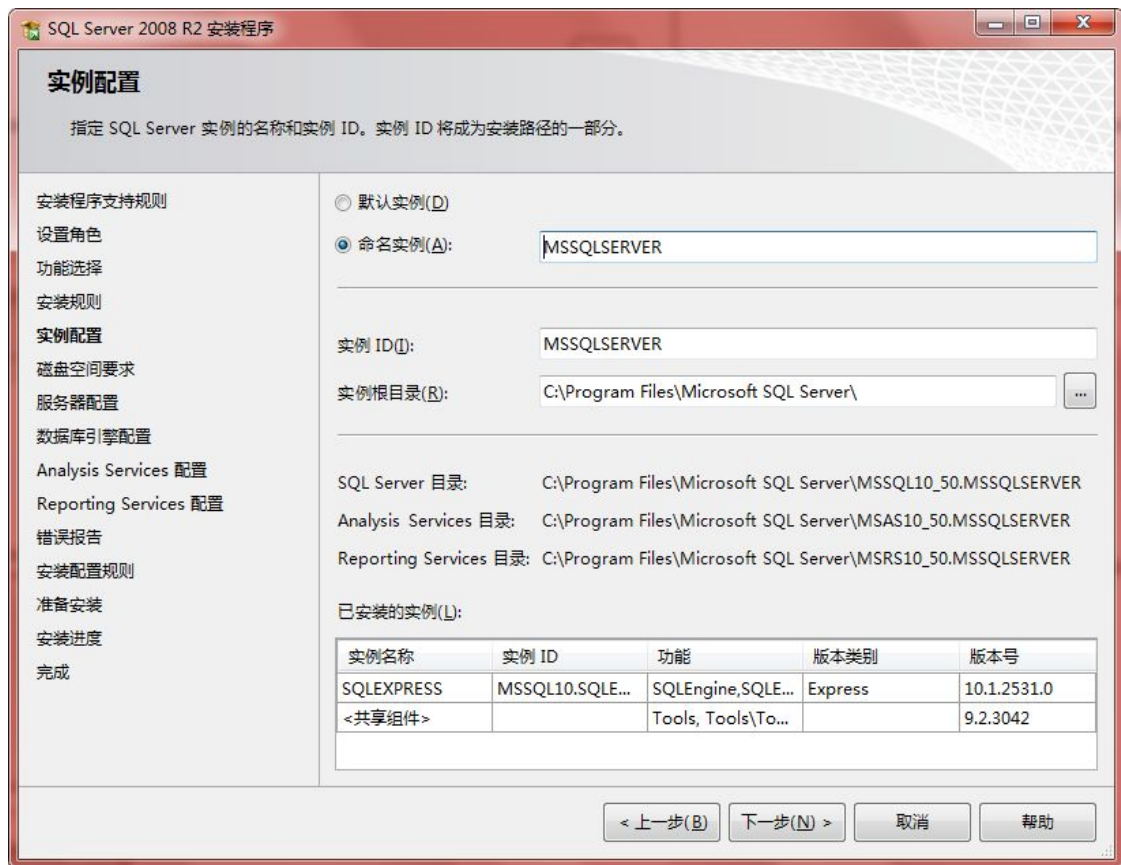 SQL Server 2008 R2 安装程序
实例配置
指定 SQL Server 实例的名称和实例 ID。实例 ID 将成为安装路径的一部分。
安装程序支持规则
设置角色
功能选择
安装规则
实例配置
磁盘空间要求
服务器配置
数据库引擎配置
Analysis Services 配置
Reporting Services 配置
错误报告
安装配置规则
准备安装
安装进度
完成
默认实例(D)
命名实例(A): MSSQLSERVER
实例 ID(I): MSSQLSERVER
实例根目录(R): C:\Program Files\Microsoft SQL Server\ ...
SQL Server 目录: C:\Program Files\Microsoft SQL Server\MSSQL10_50.MSSQLSERVER
Analysis Services 目录: C:\Program Files\Microsoft SQL Server\MSAS10_50.MSSQLSERVER
Reporting Services 目录: C:\Program Files\Microsoft SQL Server\MSRS10_50.MSSQLSERVER
已安装的实例(L):
实例名称 实例 ID 功能 版本类别 版本号
SQLEXPRESS MSSQL10.SQLE... SQLEngine,SQLE... Express 10.1.2531.0
<共享组件> Tools, Tools\To... 9.2.3042
< 上一步(B) 下一步(N) > 取消 帮助